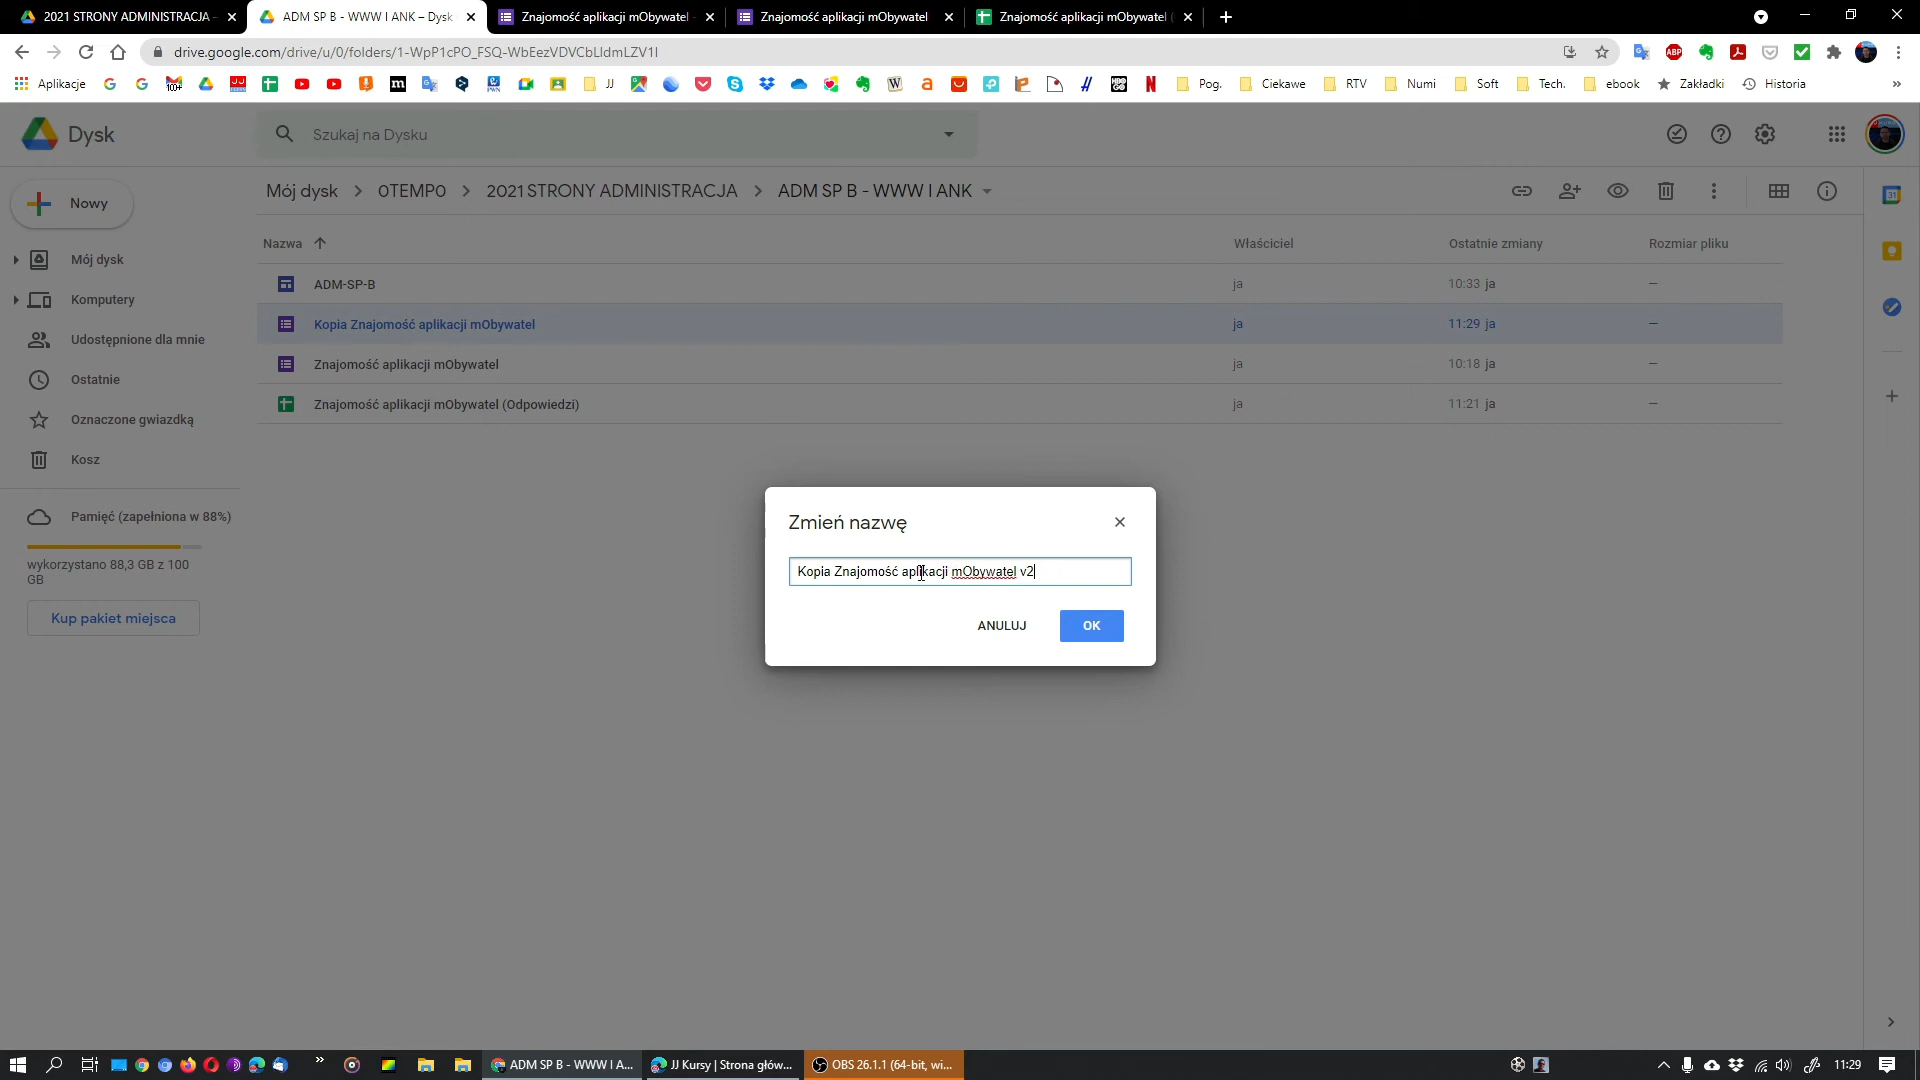 2021 STRONY ADMINISTRACJA -
ADM SP B - WWW I ANK – Dysk
Znajomość aplikacji mObywatel -
Znajomość aplikacji mObywatel
Znajomość aplikacji mObywatel (
drive.google.com/drive/u/0/folders/1-WpP1cPO_FSQ-WbEezVDVCbLIdmLZV1I
Aplikacje
100+
JJ
Pog.
Ciekawe
RTV
Numi
Soft
Tech.
ebook
Zakładki
Historia
»
Dysk
Szukaj na Dysku
Nowy
Mój dysk
0TEMP0
2021 STRONY ADMINISTRACJA
ADM SP B - WWW I ANK
Mój dysk
Komputery
Udostępnione dla mnie
Ostatnie
Oznaczone gwiazdką
Kosz
Pamięć (zapełniona w 88%)
wykorzystano 88,3 GB z 100
GB
Kup pakiet miejsca
Nazwa
Właściciel
Ostatnie zmiany
Rozmiar pliku
ADM-SP-B
ja
10:33 ja
—
Kopia Znajomość aplikacji mObywatel
ja
11:29 ja
—
Znajomość aplikacji mObywatel
ja
10:18 ja
—
Znajomość aplikacji mObywatel (Odpowiedzi)
ja
11:21 ja
—
Zmień nazwę
Kopia Znajomość aplikacji mObywatel v2
ANULUJ
OK
31
ADM SP B - WWW I A...
JJ Kursy | Strona głów...
OBS 26.1.1 (64-bit, wi...
11:29